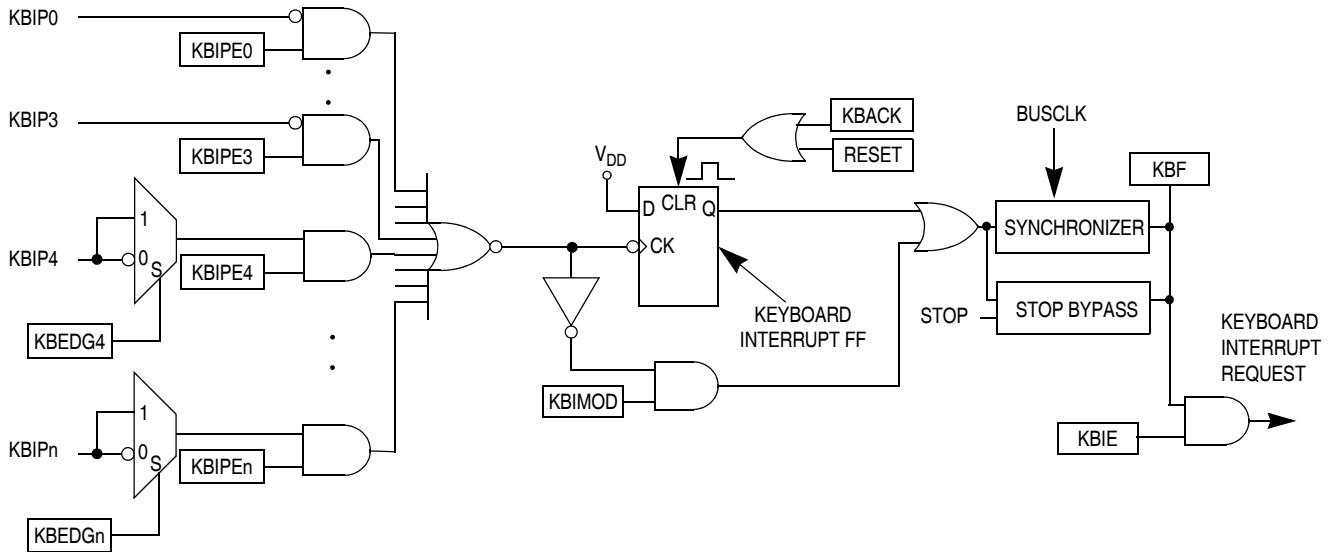 KBIP0
KBIPE0
KBIP3
KBIPE3
1
0
S
KBIP4
KBIPE4
KBEDG4
1
0
S
KBIPn
KBIPEn
KBEDGn
VDD
D
CLR
Q
CK
KBACK
RESET
KEYBOARD
INTERRUPT FF
KBIMOD
BUSCLK
SYNCHRONIZER
KBF
STOP
STOP BYPASS
KEYBOARD
INTERRUPT
REQUEST
KBIE